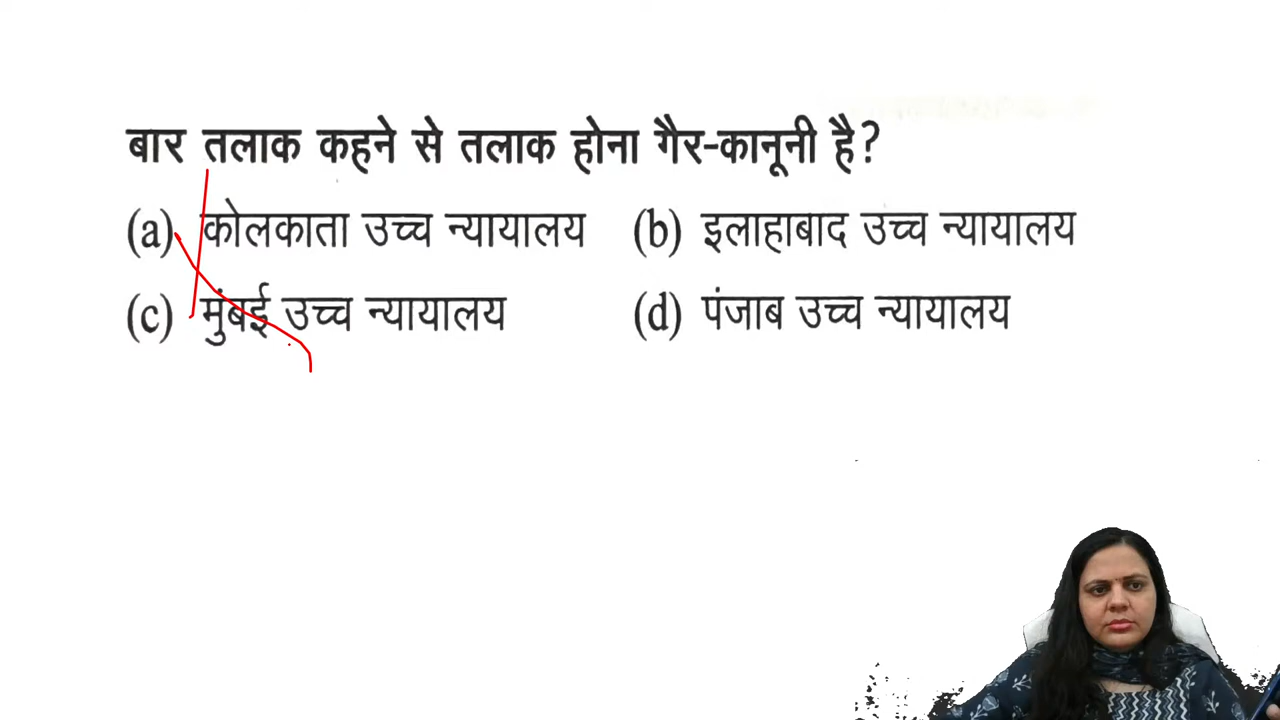 बार तलाक कहने से तलाक होना गैर-कानूनी है?
(a) कोलकाता उच्च न्यायालय (b) इलाहाबाद उच्च न्यायालय
(c) मुंबई उच्च न्यायालय (d) पंजाब उच्च न्यायालय